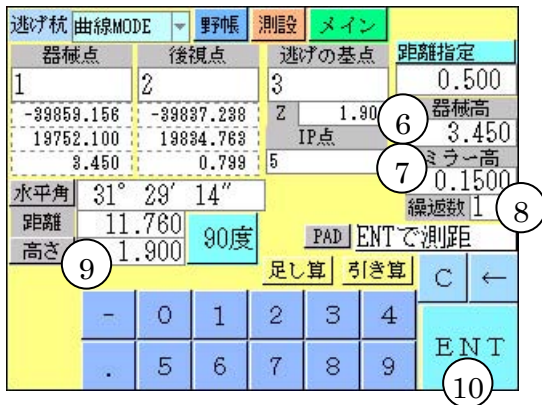 逃げ杭 曲線MODE 野帳 測設 メイン
器械点 後視点 逃げの基点 距離指定
1 2 3 0.500
-39859.156 -39837.238 Z 1.90 ⑥ 器械高
19752.100 19834.763 IP点 3.450
3.450 0.799 5 ⑦ ミラー高
0.1500
水平角 31° 29′ 14″ 繰返数 1 ⑧
距離 11.760 90度 PAD ENTで測距
高さ ⑨ 1.900
足し算 引き算 C ←
- 0 1 2 3 4
. 5 6 7 8 9 ENT
⑩